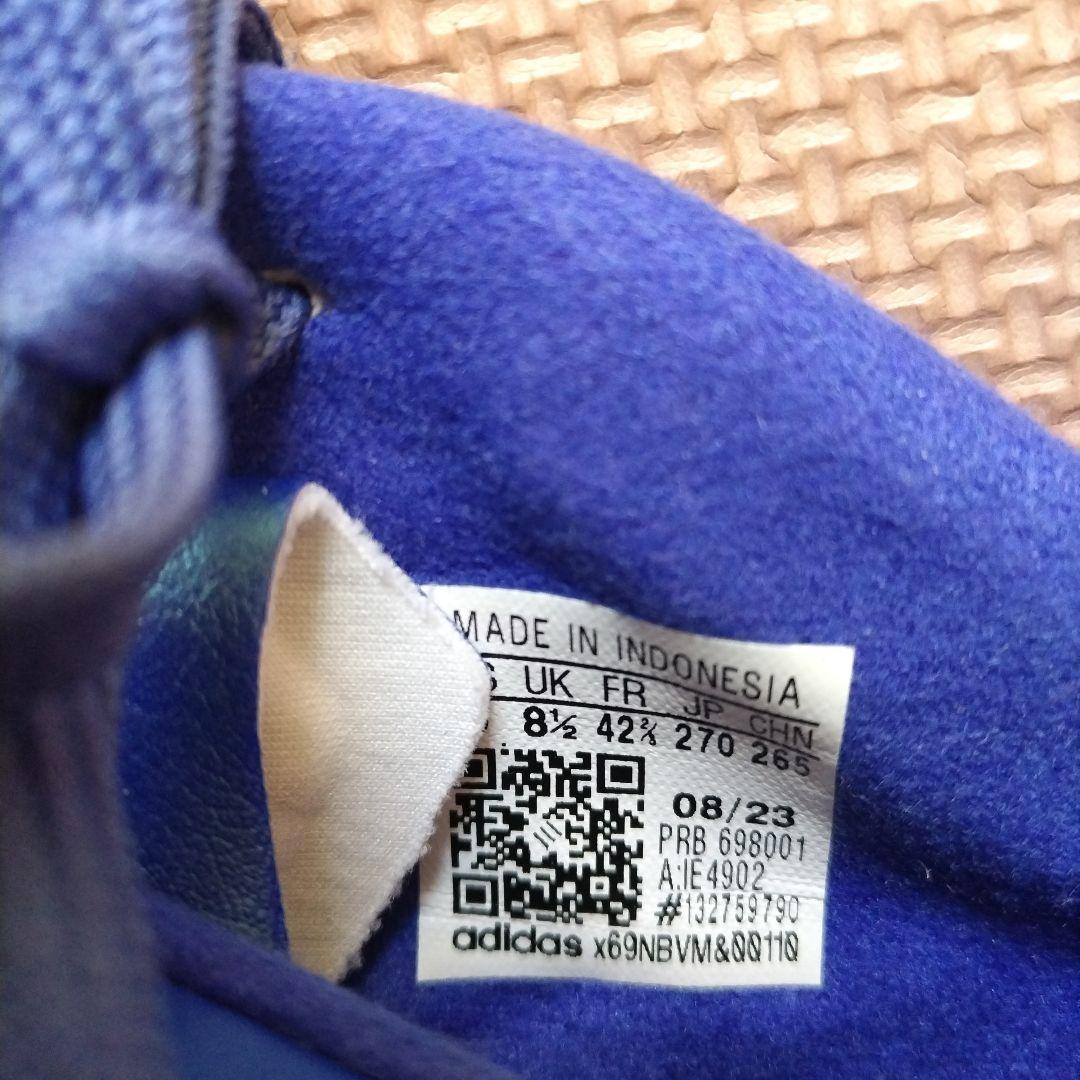 MADE IN INDONESIA
UK FR JP CHN
8½ 42⅔ 270 265
08/23
PRB 698001
A:IE4902
#132759790
adidas x69NBVM&00110